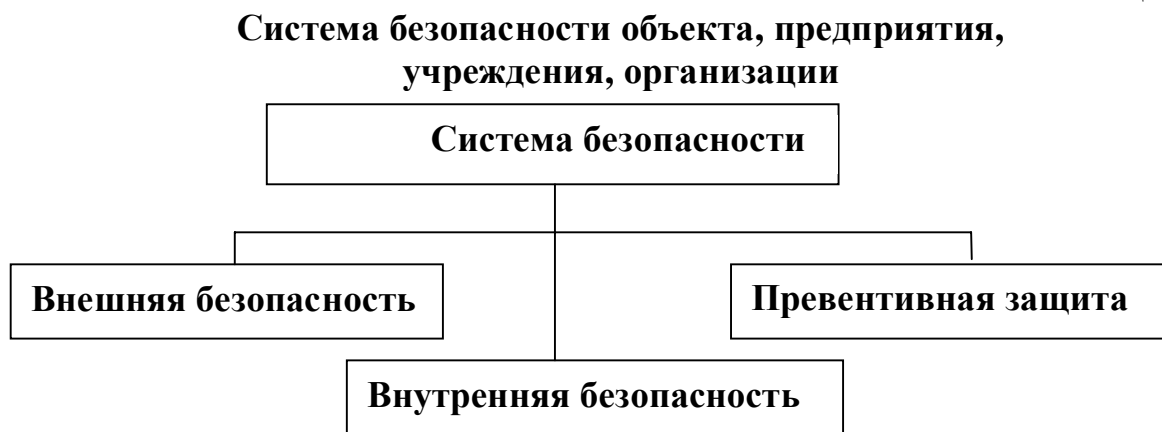 Система безопасности объекта, предприятия,
учреждения, организации
Система безопасности
Внешняя безопасность
Превентивная защита
Внутренняя безопасность